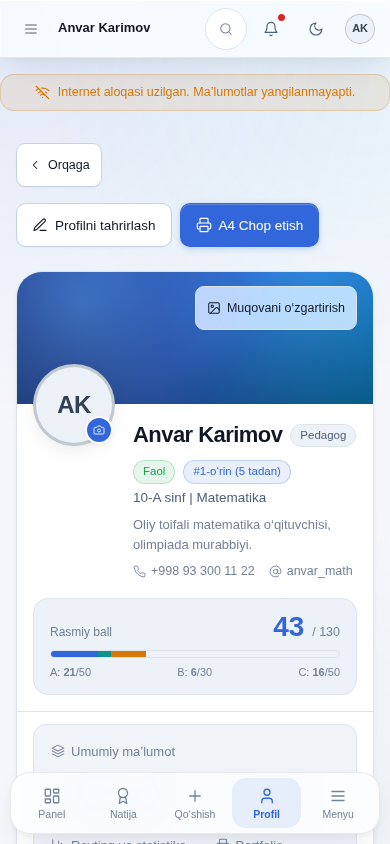 Anvar Karimov
AK
Internet aloqasi uzilgan. Ma'lumotlar yangilanmayapti.
Orqaga
Profilni tahrirlash
A4 Chop etish
Muqovani o'zgartirish
AK
Anvar Karimov
Pedagog
Faol
#1-o'rin (5 tadan)
10-A sinf | Matematika
Oliy toifali matematika o'qituvchisi,
olimpiada murabbiyi.
+998 93 300 11 22
anvar_math
Rasmiy ball
43 / 130
A: 21/50
B: 6/30
C: 16/50
Umumiy ma'lumot
Panel
Natija
Qo'shish
Profil
Menyu